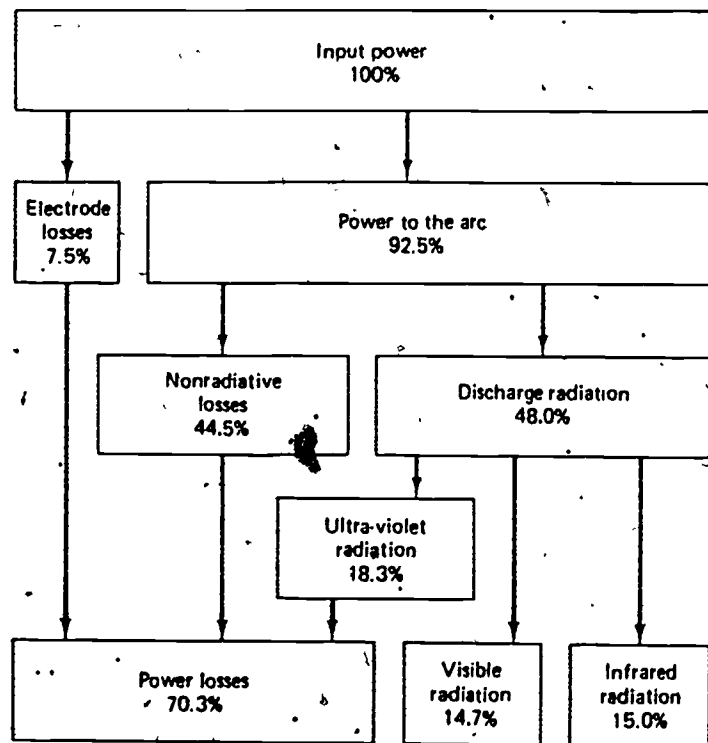 Input power
100%
Electrode
losses
7.5%
Power to the arc
92.5%
Nonradiative
losses
44.5%
Discharge radiation
48.0%
Ultra-violet
radiation
18.3%
Power losses
70.3%
Visible
radiation
14.7%
Infrared
radiation
15.0%